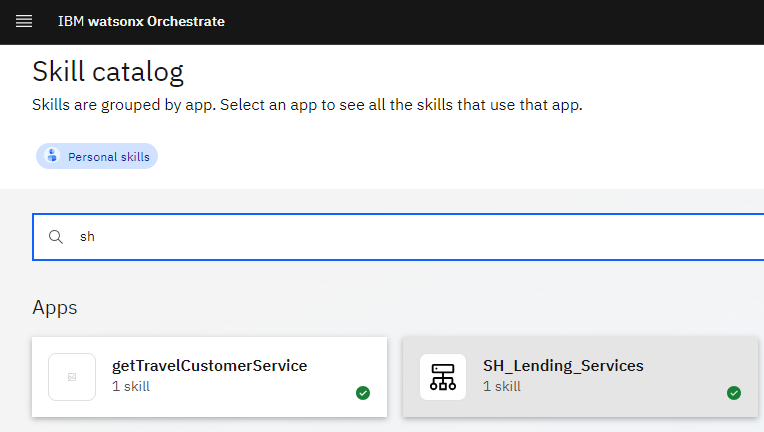 IBM watsonx Orchestrate
Skill catalog
Skills are grouped by app. Select an app to see all the skills that use that app.
Personal skills
sh
Apps
getTravelCustomerService
1 skill
SH_Lending_Services
1 skill